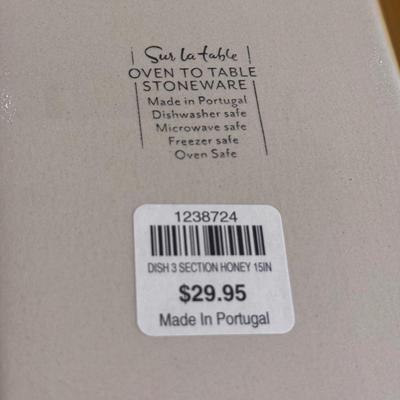 Sur la table
OVEN TO TABLE
STONEWARE
Made in Portugal
Dishwasher safe
Microwave safe
Freezer safe
Oven Safe
1238724
DISH 3 SECTION HONEY 15IN
$29.95
Made In Portugal